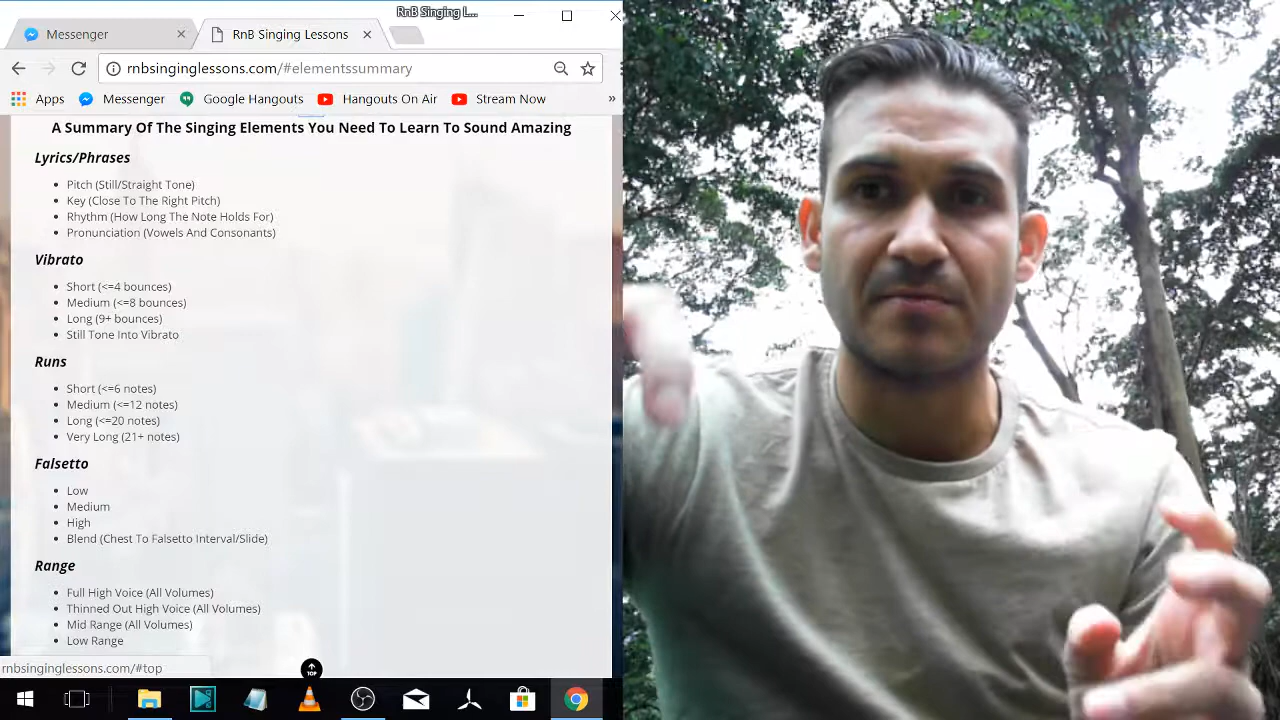 RnB Singing L...
Messenger
RnB Singing Lessons
rnbsinginglessons.com/#elementssummary
Apps Messenger Google Hangouts Hangouts On Air Stream Now »
A Summary Of The Singing Elements You Need To Learn To Sound Amazing
Lyrics/Phrases
• Pitch (Still/Straight Tone)
• Key (Close To The Right Pitch)
• Rhythm (How Long The Note Holds For)
• Pronunciation (Vowels And Consonants)
Vibrato
• Short (<=4 bounces)
• Medium (<=8 bounces)
• Long (9+ bounces)
• Still Tone Into Vibrato
Runs
• Short (<=6 notes)
• Medium (<=12 notes)
• Long (<=20 notes)
• Very Long (21+ notes)
Falsetto
• Low
• Medium
• High
• Blend (Chest To Falsetto Interval/Slide)
Range
• Full High Voice (All Volumes)
• Thinned Out High Voice (All Volumes)
• Mid Range (All Volumes)
• Low Range
rnbsinginglessons.com/#top
TOP